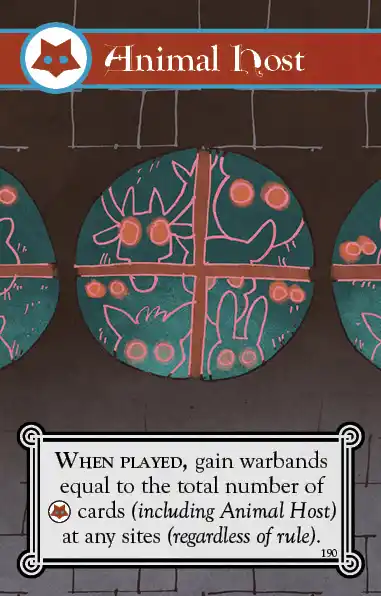 Animal Host
WHEN PLAYED, gain warbands
equal to the total number of
cards (including Animal Host)
at any sites (regardless of rule).
190